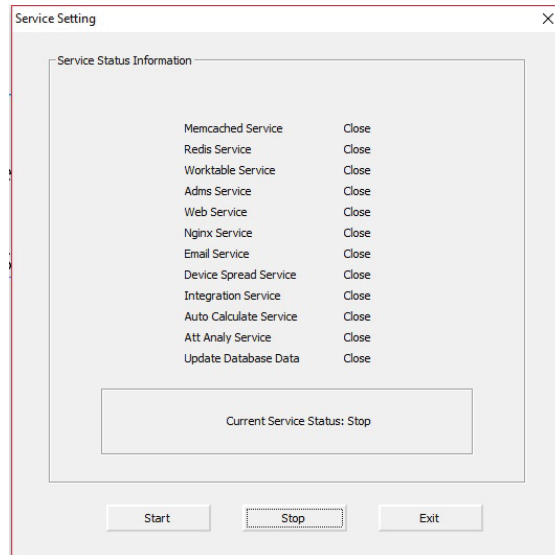 Service Setting
Service Status Information
Memcached Service Close
Redis Service Close
Worktable Service Close
Adms Service Close
Web Service Close
Nginx Service Close
Email Service Close
Device Spread Service Close
Integration Service Close
Auto Calculate Service Close
Att Analy Service Close
Update Database Data Close
Current Service Status: Stop
Start Stop Exit